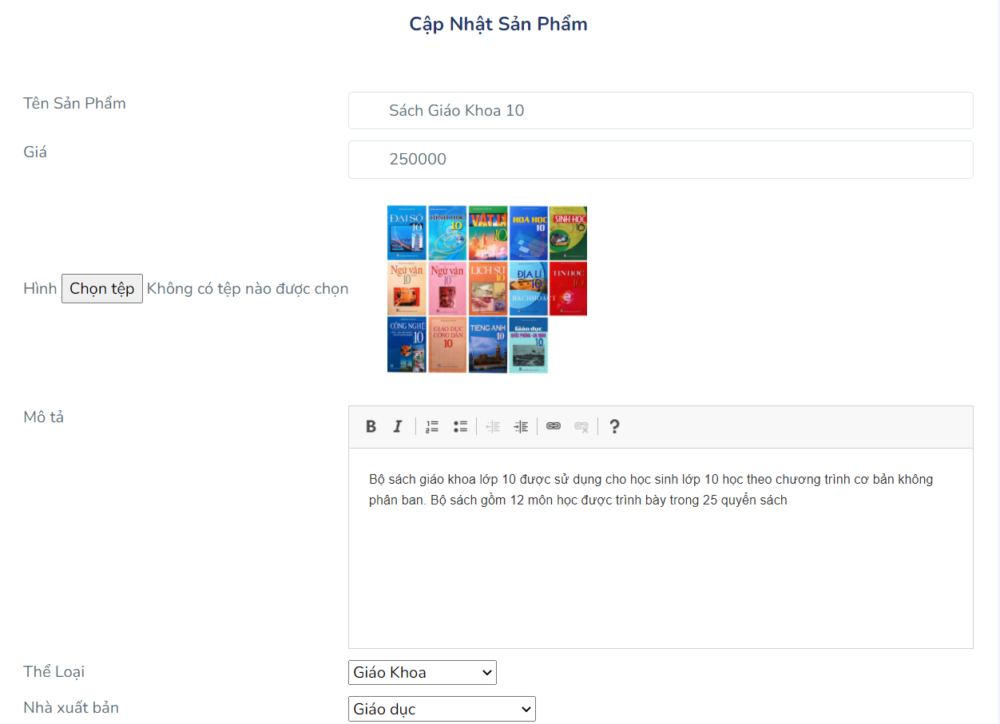 Cập Nhật Sản Phẩm
Tên Sản Phẩm
Sách Giáo Khoa 10
Giá
250000
ĐẠI SỐ 10
HÌNH HỌC 10
VẬT LÍ 10
HOÁ HỌC 10
SINH HỌC 10
Ngữ văn 10
Ngữ văn 10
LỊCH SỬ 10
ĐỊA LÍ 10
TIN HỌC 10
CÔNG NGHỆ 10
GIÁO DỤC CÔNG DÂN 10
TIẾNG ANH 10
Giáo dục QUỐC PHÒNG - AN NINH 10
Hình Chọn tệp Không có tệp nào được chọn
Mô tả
B I ?
Bộ sách giáo khoa lớp 10 được sử dụng cho học sinh lớp 10 học theo chương trình cơ bản không
phân ban. Bộ sách gồm 12 môn học được trình bày trong 25 quyển sách
Thể Loại
Giáo Khoa
Nhà xuất bản
Giáo dục